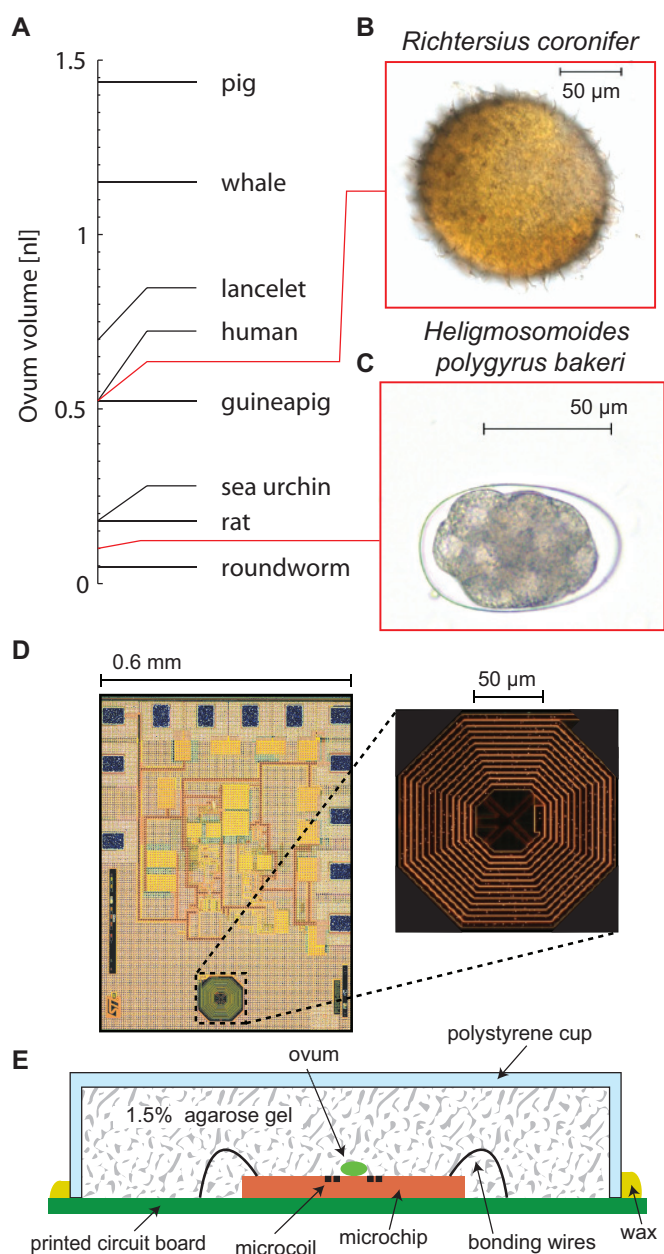 A
Ovum volume [nl]
1.5
1
0.5
0
pig
whale
lancelet
human
guineapig
sea urchin
rat
roundworm
B
Richtersius coronifer
50 µm
Heligmosomoides
polygyrus bakeri
C
50 µm
D
0.6 mm
50 µm
E
ovum
polystyrene cup
1.5% agarose gel
printed circuit board
microcoil
microchip
bonding wires
wax